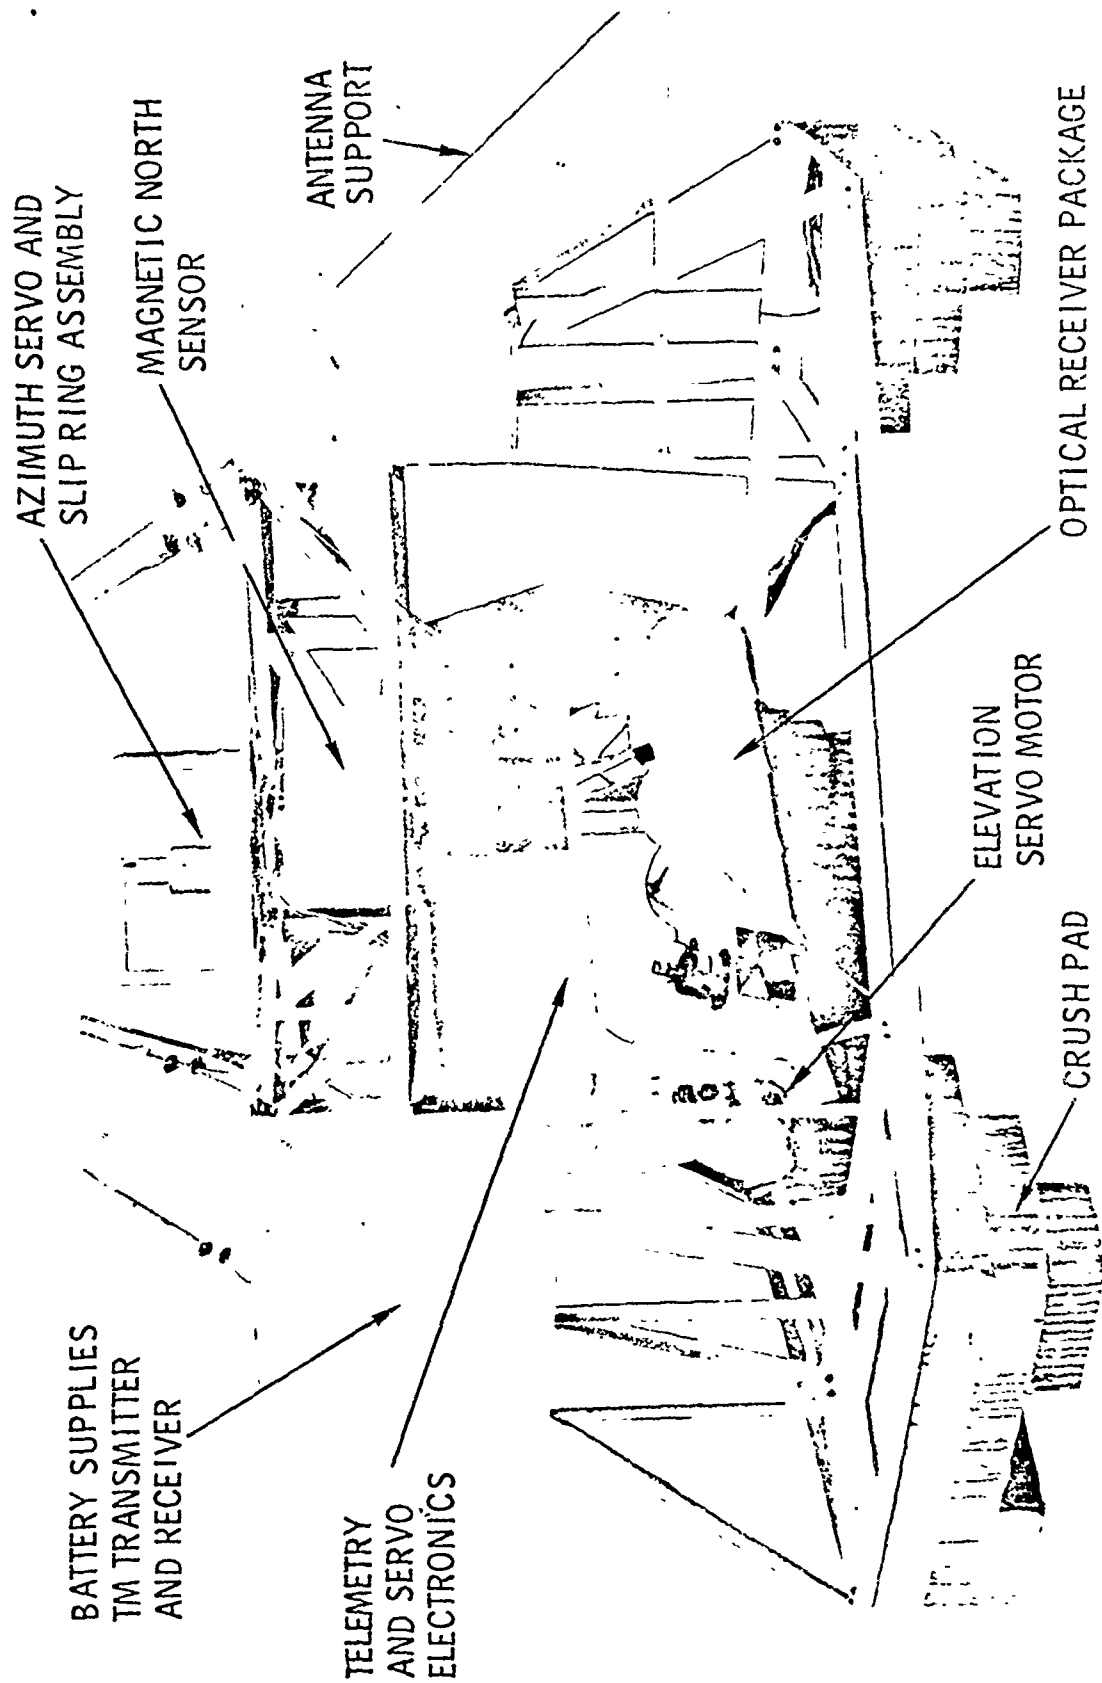 BATTERY SUPPLIES
TM TRANSMITTER
AND RECEIVER
TELEMETRY
AND SERVO
ELECTRONICS
AZIMUTH SERVO AND
SLIP RING ASSEMBLY
MAGNETIC NORTH
SENSOR
ANTENNA
SUPPORT
OPTICAL RECEIVER PACKAGE
ELEVATION
SERVO MOTOR
CRUSH PAD